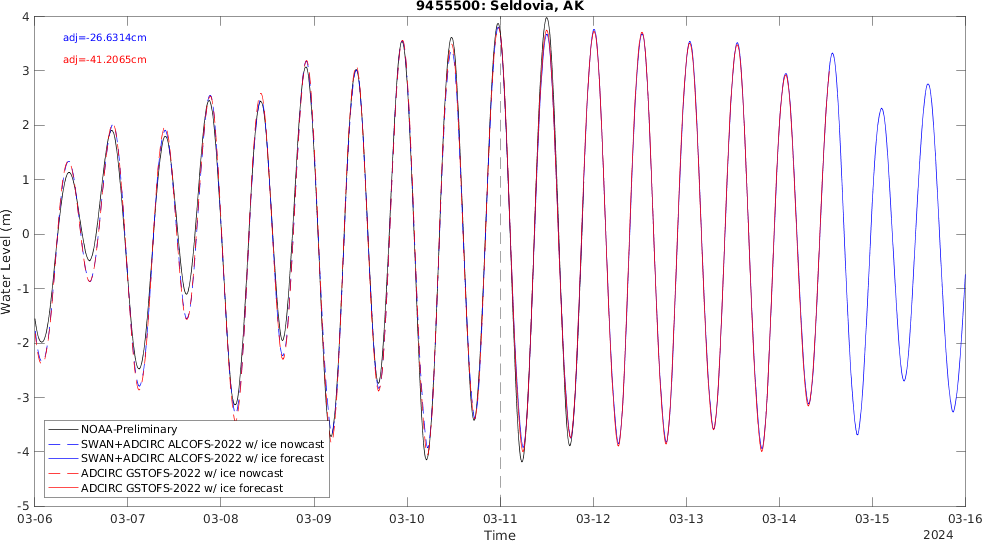 9455500: Seldovia, AK
adj=-26.6314cm
adj=-41.2065cm
4
3
2
1
0
-1
-2
-3
-4
-5
Water Level (m)
NOAA-Preliminary
SWAN+ADCIRC ALCOFS-2022 w/ ice nowcast
SWAN+ADCIRC ALCOFS-2022 w/ ice forecast
ADCIRC GSTOFS-2022 w/ ice nowcast
ADCIRC GSTOFS-2022 w/ ice forecast
03-06 03-07 03-08 03-09 03-10 03-11 03-12 03-13 03-14 03-15 03-16
Time
2024